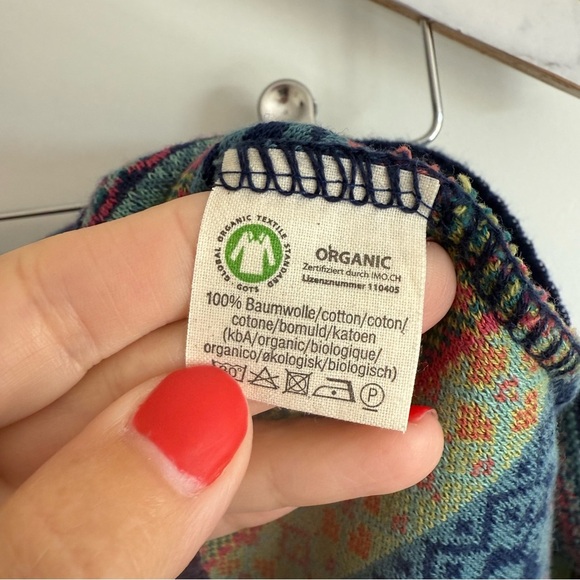 GLOBAL ORGANIC TEXTILE STANDARD · GOTS ·
ORGANIC
Zertifiziert durch IMO.CH
Lizenznummer 110405
100% Baumwolle/cotton/coton/
cotone/bomuld/katoen
(kbA/organic/biologique/
organico/økologisk/biologisch)
P